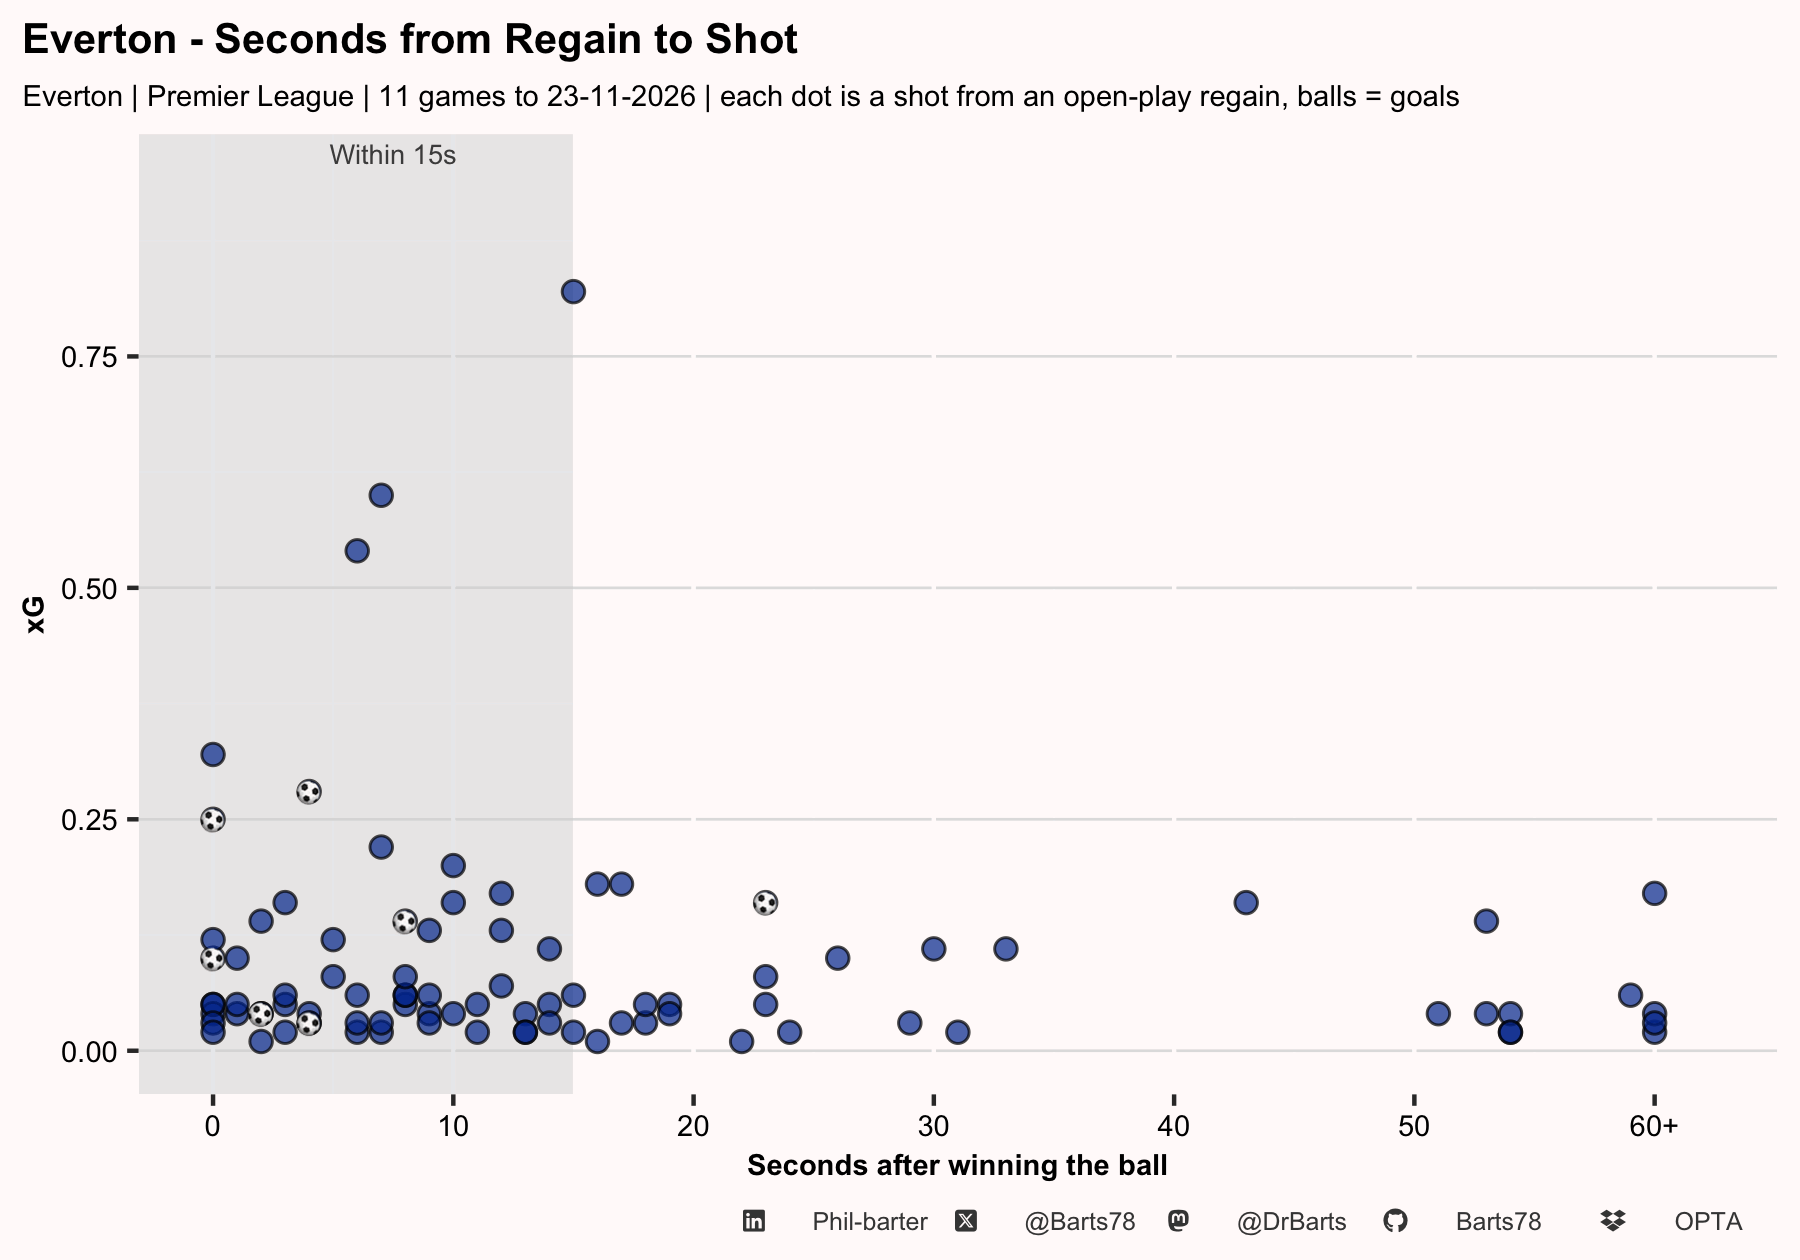 Everton - Seconds from Regain to Shot
Everton | Premier League | 11 games to 23-11-2026 | each dot is a shot from an open-play regain, balls = goals
Within 15s
xG
0.75
0.50
0.25
0.00
0 10 20 30 40 50 60+
Seconds after winning the ball
Phil-barter @Barts78 @DrBarts Barts78 OPTA